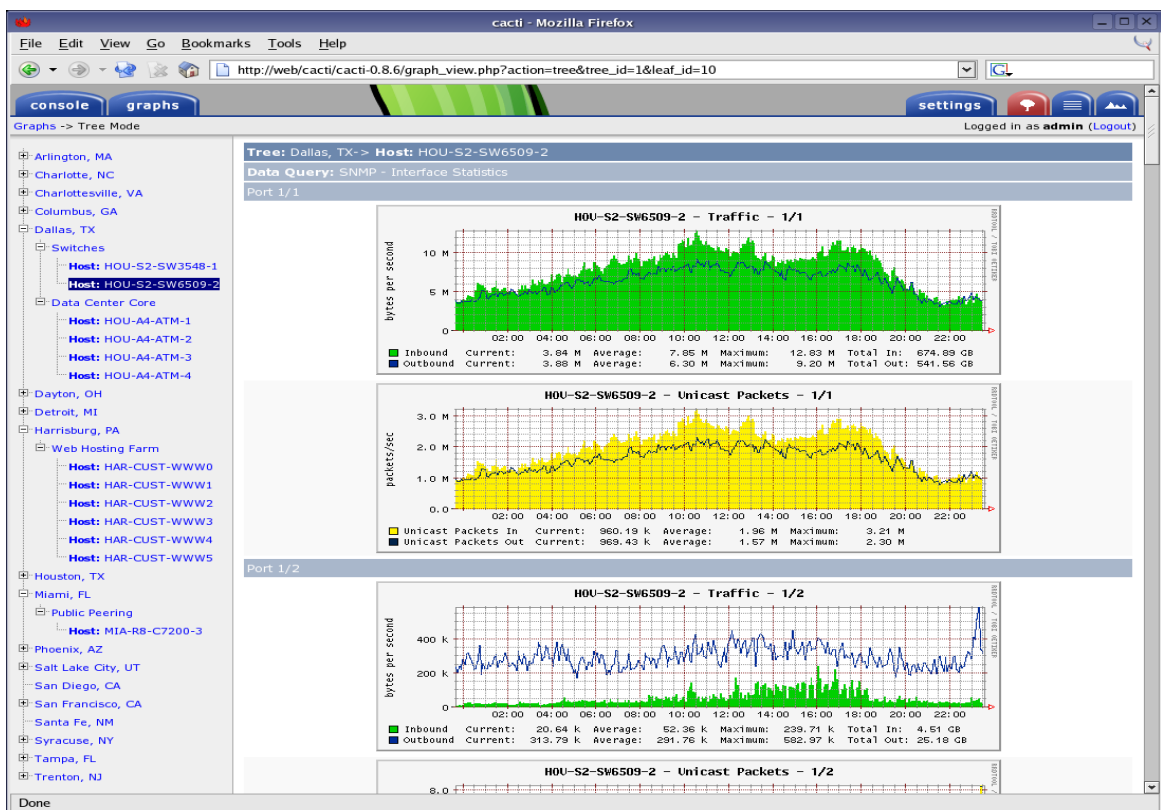 cacti - Mozilla Firefox
File Edit View Go Bookmarks Tools Help
http://web/cacti/cacti-0.8.6/graph_view.php?action=tree&tree_id=1&leaf_id=10
G
console graphs settings
Graphs -> Tree Mode Logged in as admin (Logout)
Arlington, MA
Charlotte, NC
Charlottesville, VA
Columbus, GA
Dallas, TX
Switches
Host: HOU-S2-SW3548-1
Host: HOU-S2-SW6509-2
Data Center Core
Host: HOU-A4-ATM-1
Host: HOU-A4-ATM-2
Host: HOU-A4-ATM-3
Host: HOU-A4-ATM-4
Dayton, OH
Detroit, MI
Harrisburg, PA
Web Hosting Farm
Host: HAR-CUST-WWW0
Host: HAR-CUST-WWW1
Host: HAR-CUST-WWW2
Host: HAR-CUST-WWW3
Host: HAR-CUST-WWW4
Host: HAR-CUST-WWW5
Houston, TX
Miami, FL
Public Peering
Host: MIA-R8-C7200-3
Phoenix, AZ
Salt Lake City, UT
San Diego, CA
San Francisco, CA
Santa Fe, NM
Syracuse, NY
Tampa, FL
Trenton, NJ
Tree: Dallas, TX-> Host: HOU-S2-SW6509-2
Data Query: SNMP - Interface Statistics
Port 1/1
HOU-S2-SW6509-2 - Traffic - 1/1
bytes per second
10 M
5 M
0
02:00 04:00 06:00 08:00 10:00 12:00 14:00 16:00 18:00 20:00 22:00
Inbound Current: 3.84 M Average: 7.85 M Maximum: 12.83 M Total In: 674.89 GB
Outbound Current: 3.88 M Average: 6.30 M Maximum: 9.20 M Total Out: 541.56 GB
RRDTOOL / TOBI OETIKER
HOU-S2-SW6509-2 - Unicast Packets - 1/1
packets/sec
3.0 M
2.0 M
1.0 M
0.0
02:00 04:00 06:00 08:00 10:00 12:00 14:00 16:00 18:00 20:00 22:00
Unicast Packets In Current: 960.19 k Average: 1.96 M Maximum: 3.21 M
Unicast Packets Out Current: 969.43 k Average: 1.57 M Maximum: 2.30 M
RRDTOOL / TOBI OETIKER
Port 1/2
HOU-S2-SW6509-2 - Traffic - 1/2
bytes per second
400 k
200 k
0
02:00 04:00 06:00 08:00 10:00 12:00 14:00 16:00 18:00 20:00 22:00
Inbound Current: 20.64 k Average: 52.36 k Maximum: 239.71 k Total In: 4.51 GB
Outbound Current: 313.79 k Average: 291.76 k Maximum: 582.97 k Total Out: 25.18 GB
RRDTOOL / TOBI OETIKER
HOU-S2-SW6509-2 - Unicast Packets - 1/2
8.0
Done